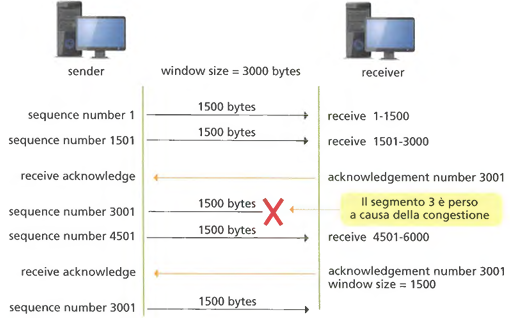 sender
window size = 3000 bytes
receiver
sequence number 1
1500 bytes
receive 1-1500
sequence number 1501
1500 bytes
receive 1501-3000
receive acknowledge
acknowledgement number 3001
sequence number 3001
1500 bytes
Il segmento 3 è perso
a causa della congestione
sequence number 4501
1500 bytes
receive 4501-6000
receive acknowledge
acknowledgement number 3001
window size = 1500
sequence number 3001
1500 bytes